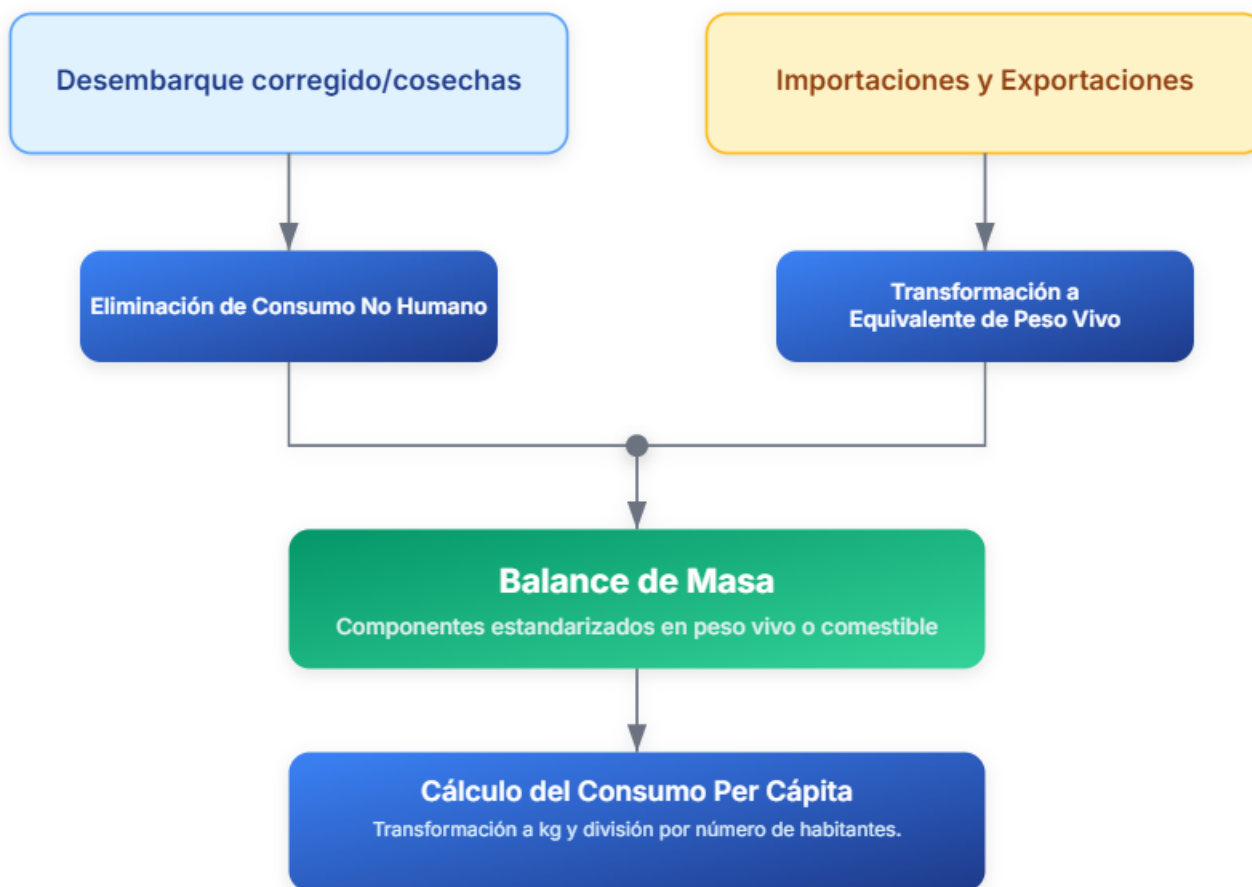 Desembarque corregido/cosechas
Importaciones y Exportaciones
Eliminación de Consumo No Humano
Transformación a
Equivalente de Peso Vivo
Balance de Masa
Componentes estandarizados en peso vivo o comestible
Cálculo del Consumo Per Cápita
Transformación a kg y división por número de habitantes.